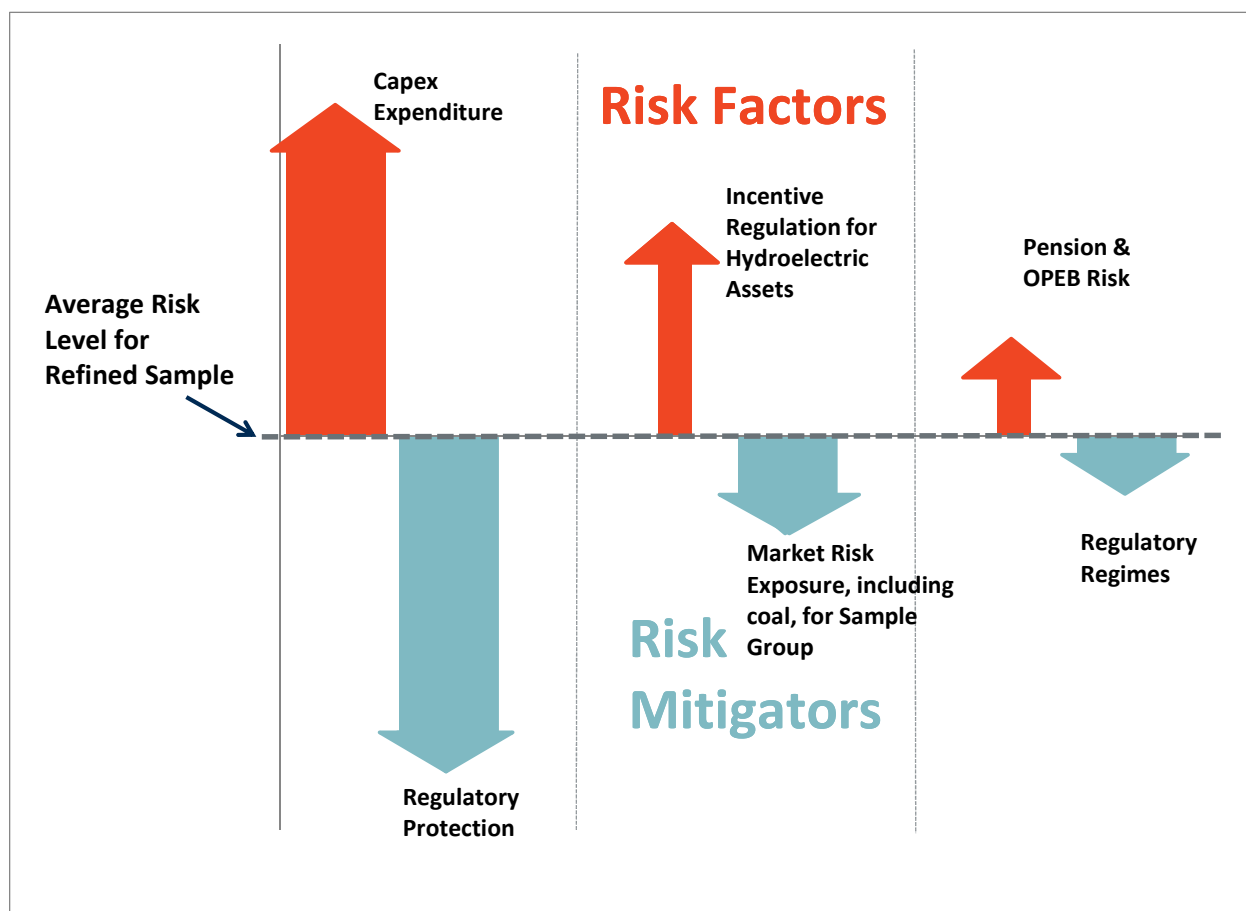 Capex
Expenditure
Risk Factors
Incentive
Regulation for
Hydroelectric
Assets
Pension &
OPEB Risk
Average Risk
Level for
Refined Sample
Market Risk
Exposure, including
coal, for Sample
Group
Regulatory
Regimes
Risk
Mitigators
Regulatory
Protection